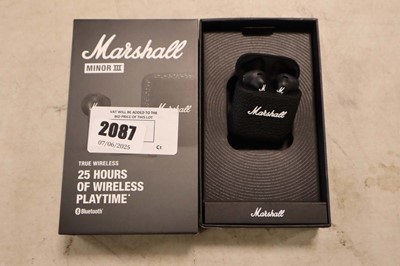 Marshall
MINOR III
VAT WILL BE ADDED TO THE
BID PRICE OF THIS LOT
2087
07/06/2025
TRUE WIRELESS
25 HOURS
OF WIRELESS
PLAYTIME*
Bluetooth®
Marshall
Marshall